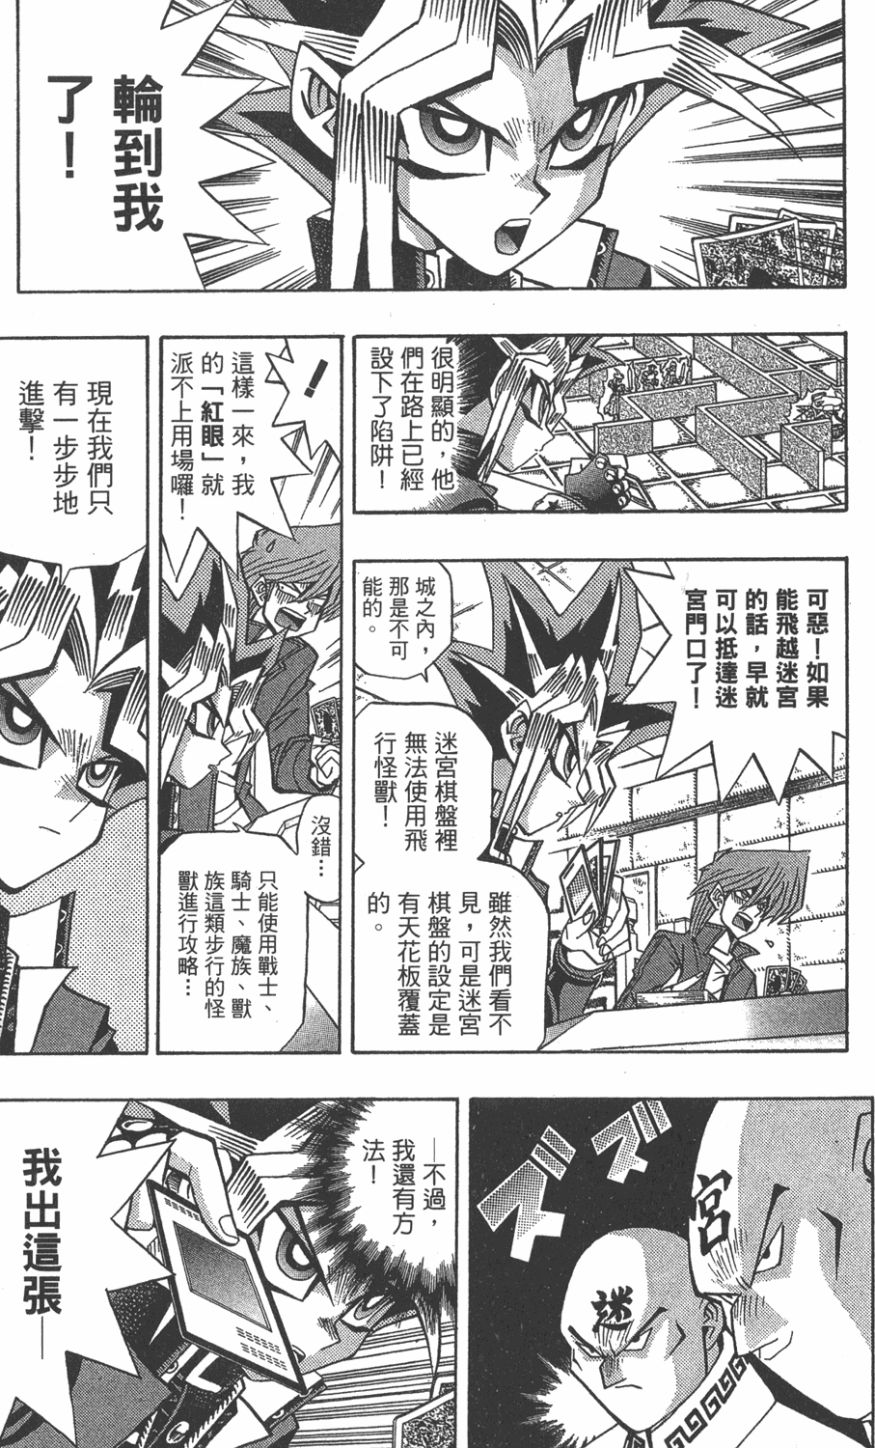 輪到我
了！
很明顯的，他
們在路上已經
設下了陷阱！
！
這樣一來，我
的「紅眼」就
派不上用場囉！
現在我們只
有一步步地
進擊！
可惡！如果
能飛越迷宮
的話，早就
可以抵達迷
宮門口了！
城之內，
那是不可
能的。
迷宮棋盤裡
無法使用飛
行怪獸！
雖然我們看不
見，可是迷宮
棋盤的設定是
有天花板覆蓋
的。
沒錯…
只能使用戰士、
騎士、魔族、獸
族這類步行的怪
獸進行攻略…
ズズ
宮
迷
—不過，
我還有方
法！
我出這張—